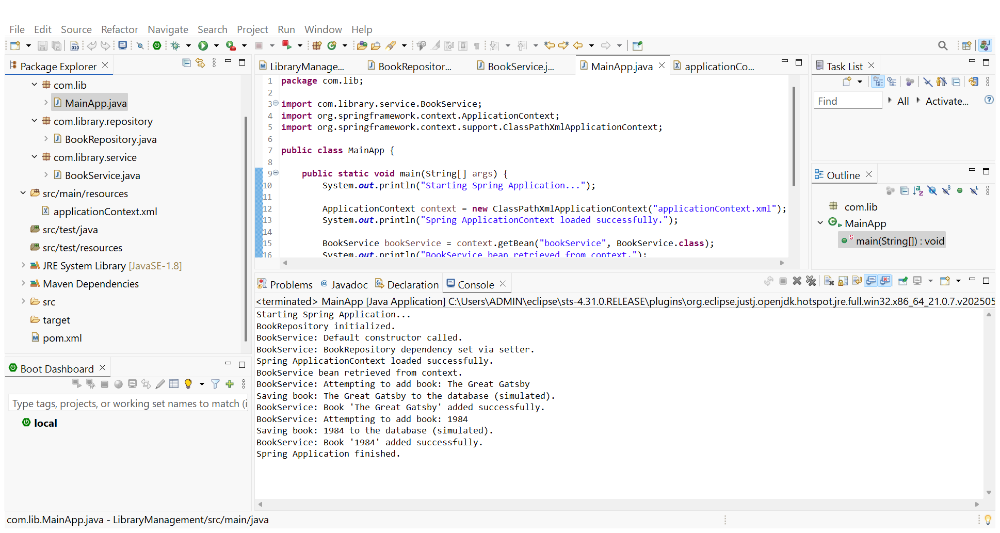 File Edit Source Refactor Navigate Search Project Run Window Help
Package Explorer
com.lib
MainApp.java
com.library.repository
BookRepository.java
com.library.service
BookService.java
src/main/resources
applicationContext.xml
src/test/java
src/test/resources
JRE System Library [JavaSE-1.8]
Maven Dependencies
src
target
pom.xml
Boot Dashboard
Type tags, projects, or working set names to match (i
local
LibraryManage... BookRepositor... BookService.j... MainApp.java applicationCo...
1 package com.lib;
2
3 import com.library.service.BookService;
4 import org.springframework.context.ApplicationContext;
5 import org.springframework.context.support.ClassPathXmlApplicationContext;
6
7 public class MainApp {
8
9 public static void main(String[] args) {
10 System.out.println("Starting Spring Application...");
11
12 ApplicationContext context = new ClassPathXmlApplicationContext("applicationContext.xml");
13 System.out.println("Spring ApplicationContext loaded successfully.");
14
15 BookService bookService = context.getBean("bookService", BookService.class);
16 System.out.println("BookService bean retrieved from context.");
Problems Javadoc Declaration Console
<terminated> MainApp [Java Application] C:\Users\ADMIN\eclipse\sts-4.31.0.RELEASE\plugins\org.eclipse.justj.openjdk.hotspot.jre.full.win32.x86_64_21.0.7.v202505
Starting Spring Application...
BookRepository initialized.
BookService: Default constructor called.
BookService: BookRepository dependency set via setter.
Spring ApplicationContext loaded successfully.
BookService bean retrieved from context.
BookService: Attempting to add book: The Great Gatsby
Saving book: The Great Gatsby to the database (simulated).
BookService: Book 'The Great Gatsby' added successfully.
BookService: Attempting to add book: 1984
Saving book: 1984 to the database (simulated).
BookService: Book '1984' added successfully.
Spring Application finished.
Task List
Find All Activate...
Outline
com.lib
MainApp
main(String[]) : void
com.lib.MainApp.java - LibraryManagement/src/main/java